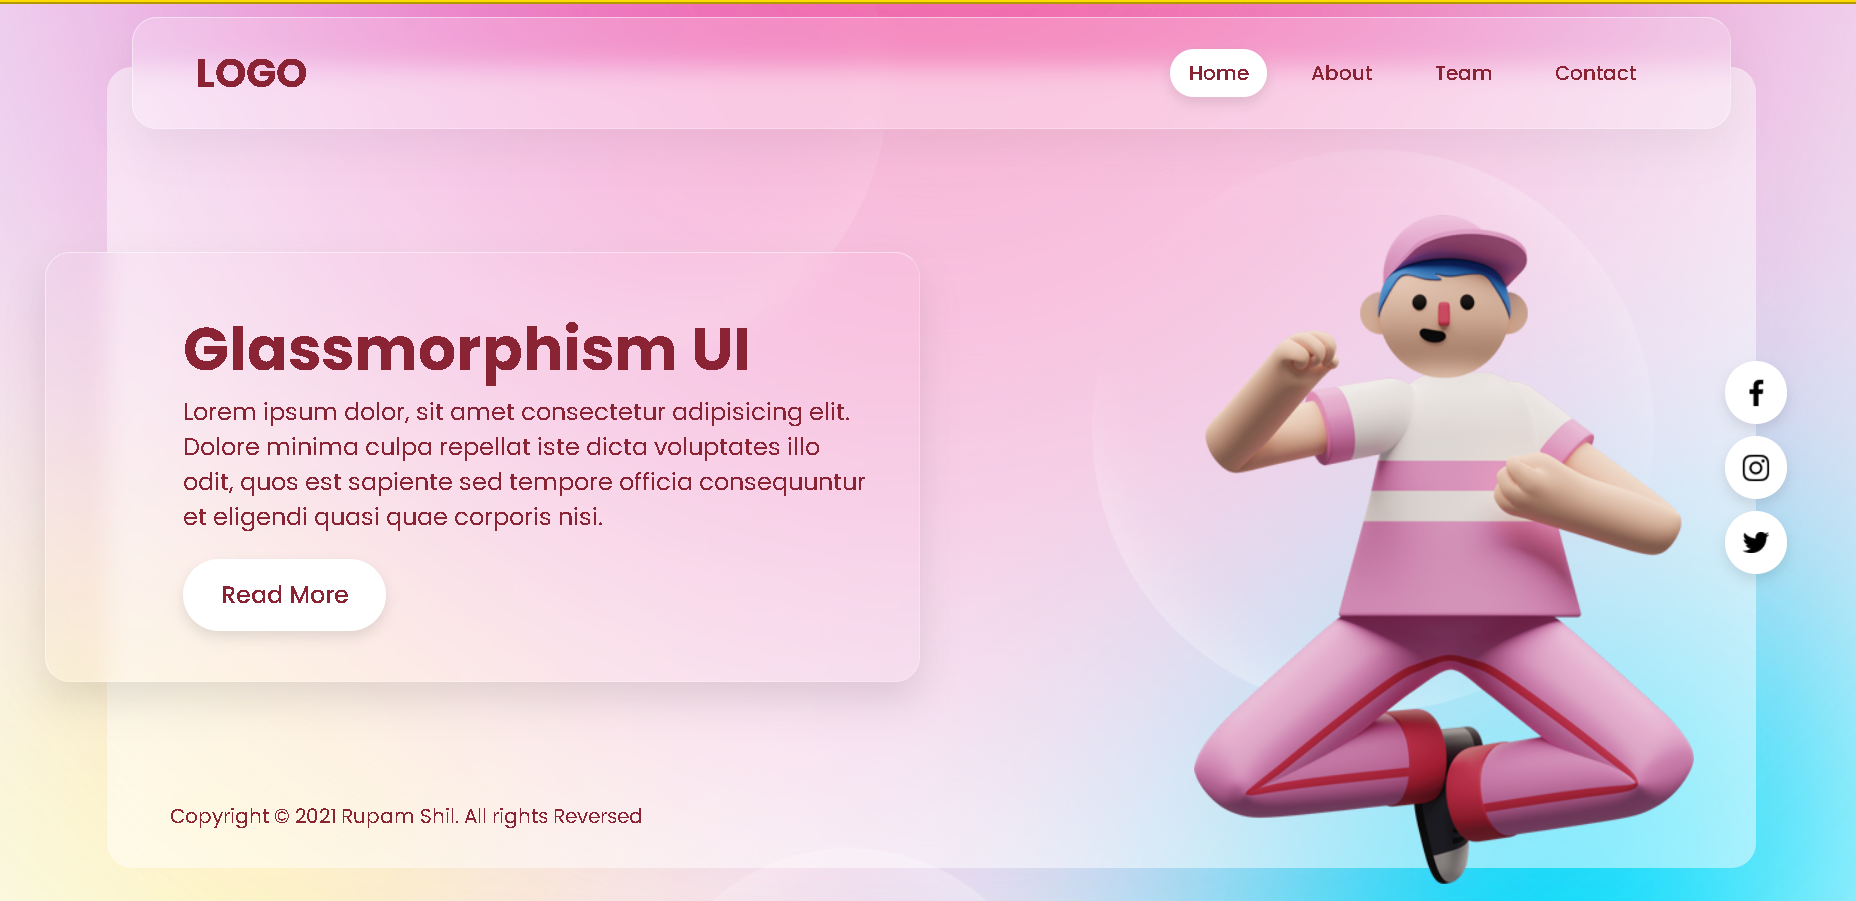 LOGO
Home
About
Team
Contact
Glassmorphism UI
Lorem ipsum dolor, sit amet consectetur adipisicing elit.
Dolore minima culpa repellat iste dicta voluptates illo
odit, quos est sapiente sed tempore officia consequuntur
et eligendi quasi quae corporis nisi.
Read More
Copyright © 2021 Rupam Shil. All rights Reversed